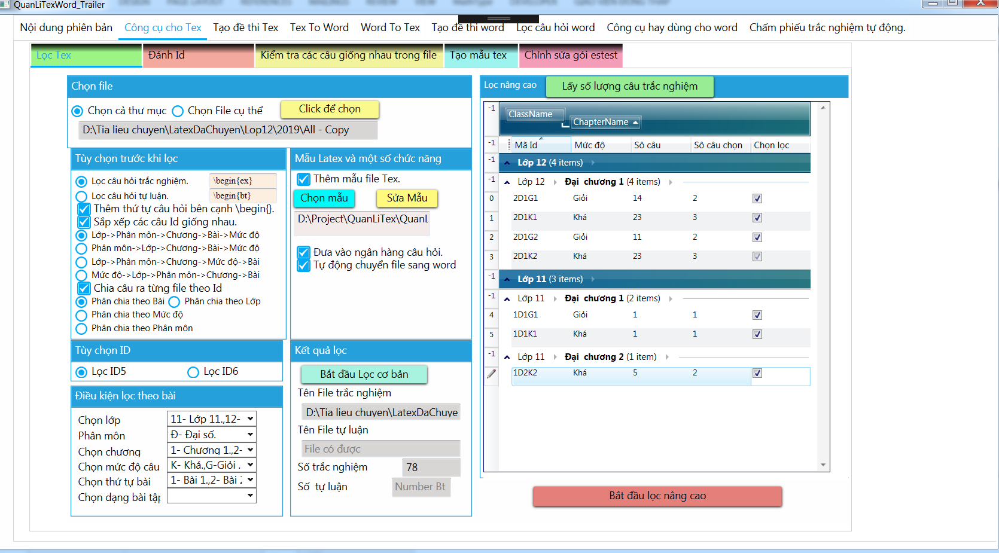 QuanLiTexWord_Trailer
DESIGN PAGE LAYOUT REFERENCES MAILINGS REVIEW VIEW MathType DEVELOPER
Nội dung phiên bản Công cụ cho Tex Tạo đề thi Tex Tex To Word Word To Tex Tạo đề thi word Lọc câu hỏi word Công cụ hay dùng cho word Chấm phiếu trắc nghiệm tự động.
Lọc Tex Đánh Id Kiểm tra các câu giống nhau trong file Tạo mẫu tex Chỉnh sửa gói estest
Chọn file
Chọn cả thư mục Chọn File cụ thể Click để chọn
D:\Tia lieu chuyen\LatexDaChuyen\Lop12\2019\All - Copy
Tùy chọn trước khi lọc
Lọc câu hỏi trắc nghiệm. \begin{ex}
Lọc câu hỏi tự luận. \begin{bt}
Thêm thứ tự câu hỏi bên cạnh \begin{}.
Sắp xếp các câu Id giống nhau.
Lớp->Phân môn->Chương->Bài->Mức độ
Phân môn->Lớp->Chương->Bài->Mức độ
Lớp->Phân môn->Chương->Mức độ->Bài
Mức độ->Lớp->Phân môn->Chương->Bài
Chia câu ra từng file theo Id
Phân chia theo Bài Phân chia theo Lớp
Phân chia theo Mức độ
Phân chia theo Phân môn
Mẫu Latex và một số chức năng
Thêm mẫu file Tex.
Chọn mẫu Sửa Mẫu
D:\Project\QuanLiTex\QuanL
Đưa vào ngân hàng câu hỏi.
Tự động chuyển file sang word
Tùy chọn ID
Lọc ID5 Lọc ID6
Điều kiện lọc theo bài
Chọn lớp 11- Lớp 11.,12-
Phân môn Đ- Đại số.
Chọn chương 1- Chương 1.,2-
Chọn mức độ câu K- Khá.,G-Giỏi .
Chọn thứ tự bài 1- Bài 1.,2- Bài 2
Chọn dạng bài tập
Kết quả lọc
Bắt đầu Lọc cơ bản
Tên File trắc nghiệm
D:\Tia lieu chuyen\LatexDaChuye
Tên File tự luận
File có được
Số trắc nghiệm 78
Số tự luận Number Bt
Lọc nâng cao Lấy số lượng câu trắc nghiệm
-1 ClassName
ChapterName
-1 Mã Id Mức độ Sô câu Sô câu chọn Chọn lọc
-1 Lớp 12 (4 items)
-1 Lớp 12 Đại chương 1 (4 items)
0 2D1G1 Giỏi 14 2
1 2D1K1 Khá 23 3
2 2D1G2 Giỏi 11 2
3 2D1K2 Khá 23 3
-1 Lớp 11 (3 items)
-1 Lớp 11 Đại chương 1 (2 items)
4 1D1G1 Giỏi 1 1
5 1D1K1 Khá 1 1
-1 Lớp 11 Đại chương 2 (1 item)
1D2K2 Khá 5 2
Bắt đầu lọc nâng cao